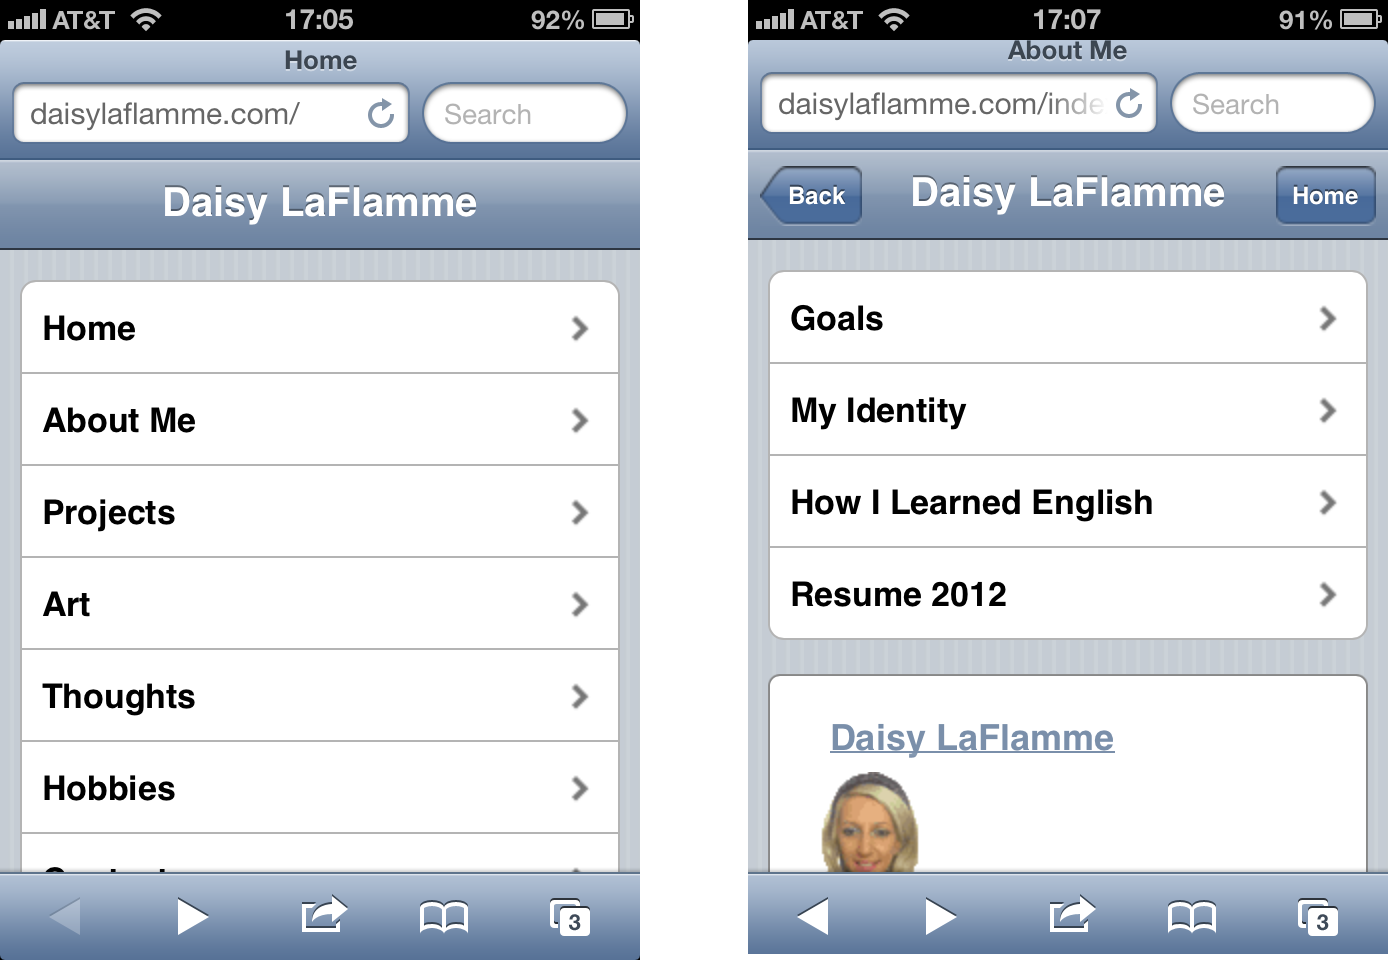 AT&T 17:05 92%
Home
daisylaflamme.com/ Search
Daisy LaFlamme
Home
About Me
Projects
Art
Thoughts
Hobbies
3
AT&T 17:07 91%
About Me
daisylaflamme.com/inde Search
Back Daisy LaFlamme Home
Goals
My Identity
How I Learned English
Resume 2012
Daisy LaFlamme
3